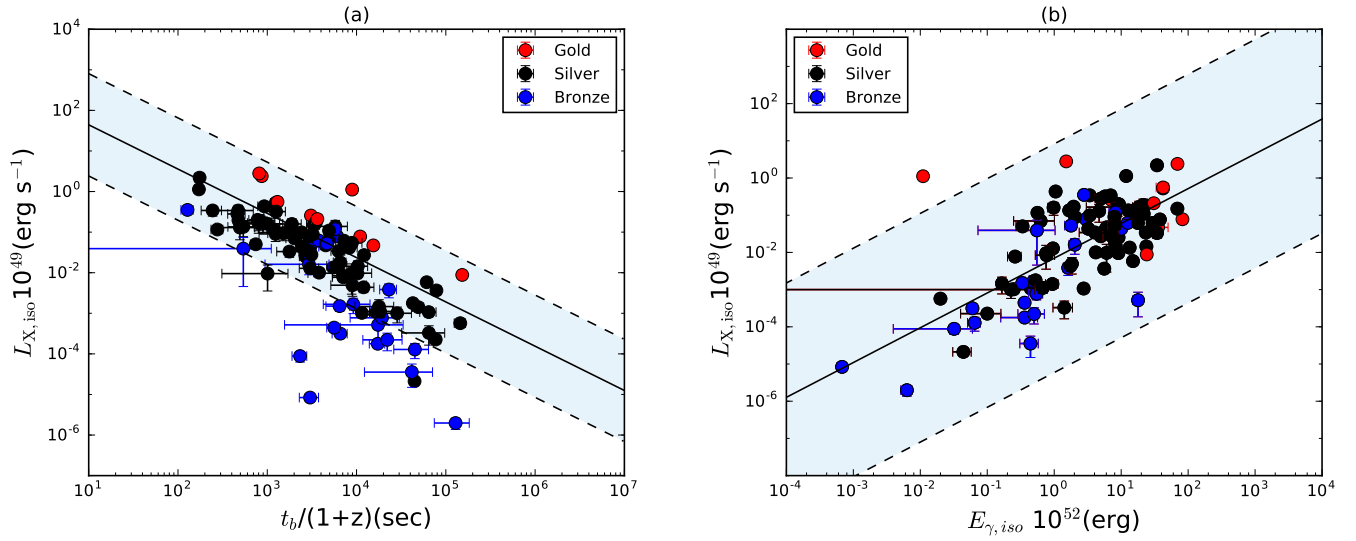 (a)
10^4
10^2
10^0
10^-2
10^-4
10^-6
L_X, iso 10^49 (erg s^-1)
Gold
Silver
Bronze
10^1 10^2 10^3 10^4 10^5 10^6 10^7
t_b/(1+z)(sec)
(b)
10^2
10^0
10^-2
10^-4
10^-6
L_X, iso 10^49 (erg s^-1)
Gold
Silver
Bronze
10^-4 10^-3 10^-2 10^-1 10^0 10^1 10^2 10^3 10^4
E_γ, iso 10^52 (erg)